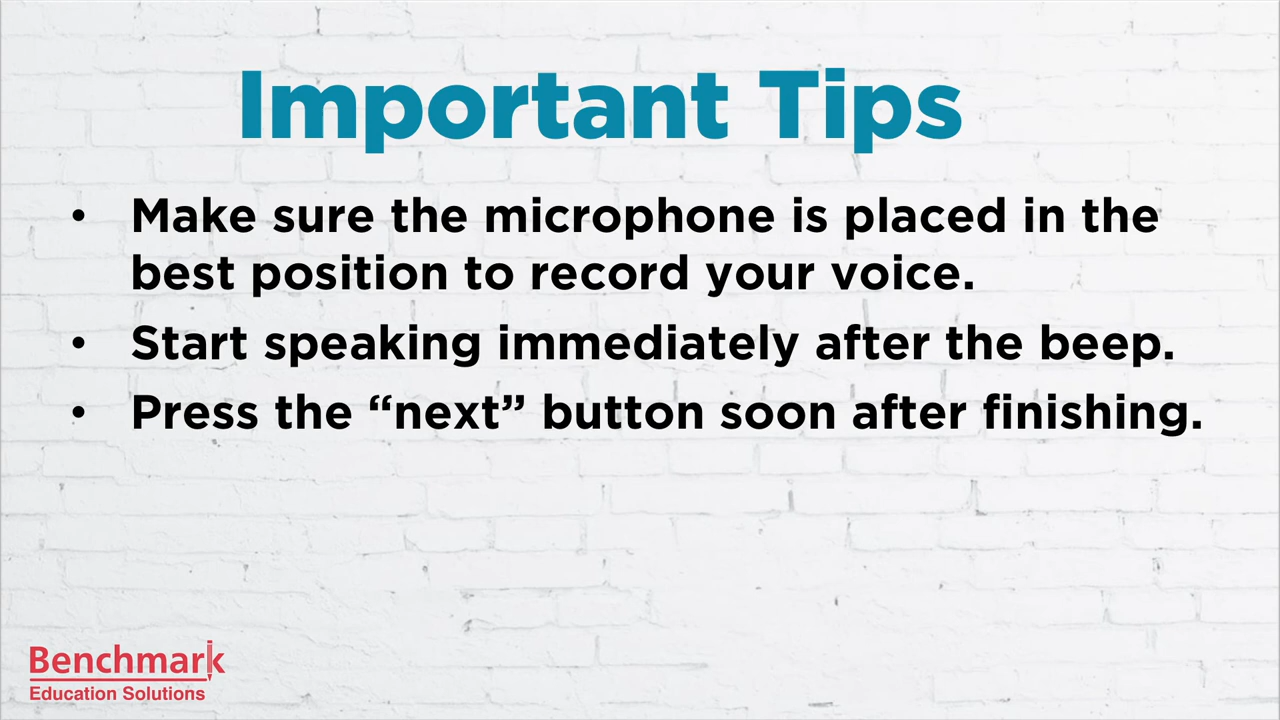 Important Tips
• Make sure the microphone is placed in the
best position to record your voice.
• Start speaking immediately after the beep.
• Press the “next” button soon after finishing.
Benchmark
Education Solutions